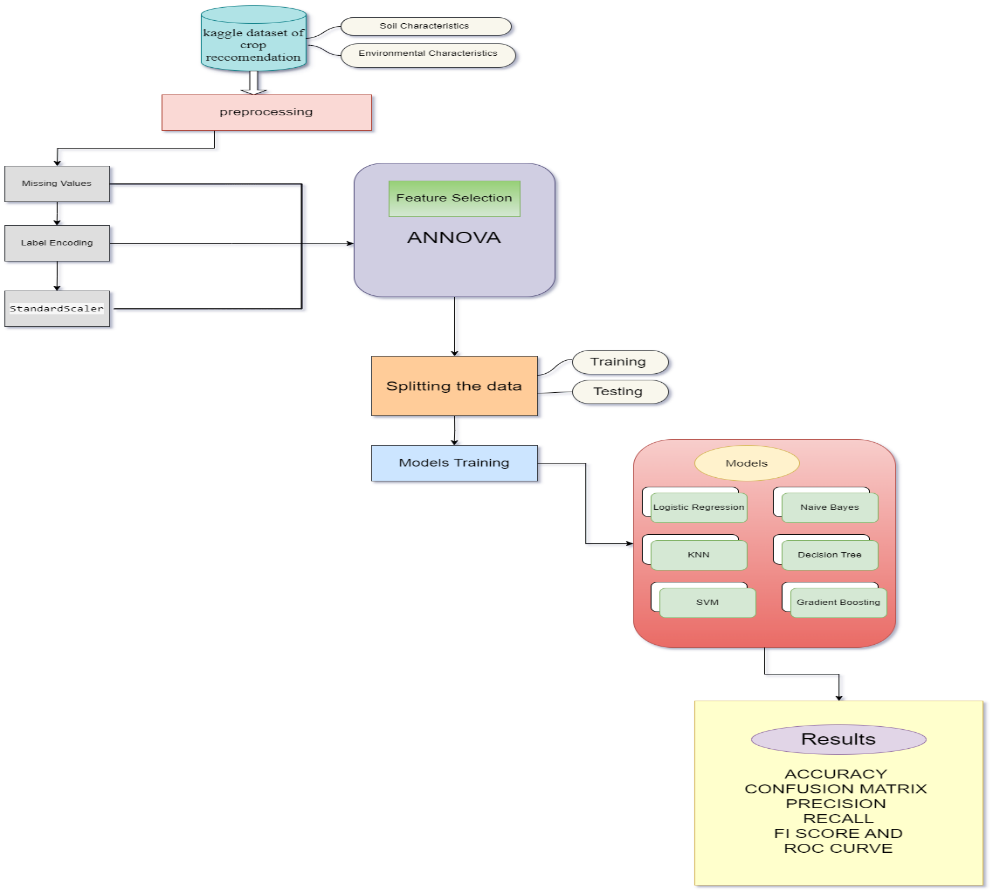 kaggle dataset of
crop
reccomendation
Soil Characteristics
Environmental Characteristics
preprocessing
Missing Values
Label Encoding
StandardScaler
Feature Selection
ANNOVA
Splitting the data
Training
Testing
Models Training
Models
Logistic Regression
Naive Bayes
KNN
Decision Tree
SVM
Gradient Boosting
Results
ACCURACY
CONFUSION MATRIX
PRECISION
RECALL
FI SCORE AND
ROC CURVE